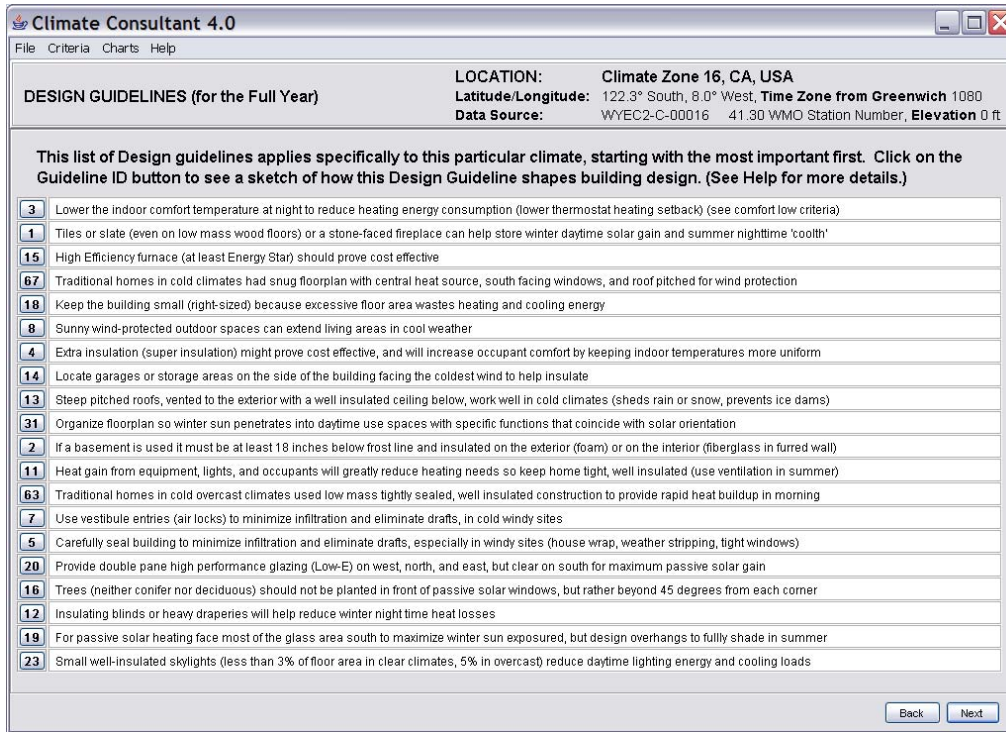 Climate Consultant 4.0
File Criteria Charts Help
DESIGN GUIDELINES (for the Full Year)
LOCATION: Climate Zone 16, CA, USA
Latitude/Longitude: 122.3° South, 8.0° West, Time Zone from Greenwich 1080
Data Source: WYEC2-C-00016 41.30 WMO Station Number, Elevation 0 ft
This list of Design guidelines applies specifically to this particular climate, starting with the most important first. Click on the
Guideline ID button to see a sketch of how this Design Guideline shapes building design. (See Help for more details.)
3 Lower the indoor comfort temperature at night to reduce heating energy consumption (lower thermostat heating setback) (see comfort low criteria)
1 Tiles or slate (even on low mass wood floors) or a stone-faced fireplace can help store winter daytime solar gain and summer nighttime 'coolth'
15 High Efficiency furnace (at least Energy Star) should prove cost effective
67 Traditional homes in cold climates had snug floorplan with central heat source, south facing windows, and roof pitched for wind protection
18 Keep the building small (right-sized) because excessive floor area wastes heating and cooling energy
8 Sunny wind-protected outdoor spaces can extend living areas in cool weather
4 Extra insulation (super insulation) might prove cost effective, and will increase occupant comfort by keeping indoor temperatures more uniform
14 Locate garages or storage areas on the side of the building facing the coldest wind to help insulate
13 Steep pitched roofs, vented to the exterior with a well insulated ceiling below, work well in cold climates (sheds rain or snow, prevents ice dams)
31 Organize floorplan so winter sun penetrates into daytime use spaces with specific functions that coincide with solar orientation
2 If a basement is used it must be at least 18 inches below frost line and insulated on the exterior (foam) or on the interior (fiberglass in furred wall)
11 Heat gain from equipment, lights, and occupants will greatly reduce heating needs so keep home tight, well insulated (use ventilation in summer)
63 Traditional homes in cold overcast climates used low mass tightly sealed, well insulated construction to provide rapid heat buildup in morning
7 Use vestibule entries (air locks) to minimize infiltration and eliminate drafts, in cold windy sites
5 Carefully seal building to minimize infiltration and eliminate drafts, especially in windy sites (house wrap, weather stripping, tight windows)
20 Provide double pane high performance glazing (Low-E) on west, north, and east, but clear on south for maximum passive solar gain
16 Trees (neither conifer nor deciduous) should not be planted in front of passive solar windows, but rather beyond 45 degrees from each corner
12 Insulating blinds or heavy draperies will help reduce winter night time heat losses
19 For passive solar heating face most of the glass area south to maximize winter sun exposured, but design overhangs to fullly shade in summer
23 Small well-insulated skylights (less than 3% of floor area in clear climates, 5% in overcast) reduce daytime lighting energy and cooling loads
Back Next